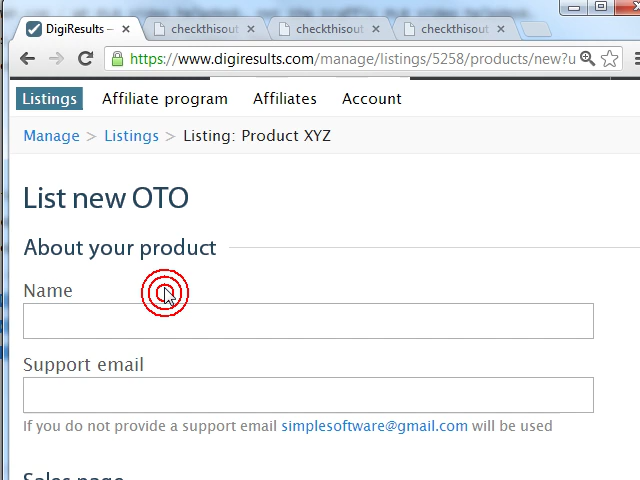 DigiResults –
checkthisout
checkthisout
checkthisout
https://www.digiresults.com/manage/listings/5258/products/new?u
Listings Affiliate program Affiliates Account
Manage > Listings > Listing: Product XYZ
List new OTO
About your product
Name
Support email
If you do not provide a support email simplesoftware@gmail.com will be used
Sales page